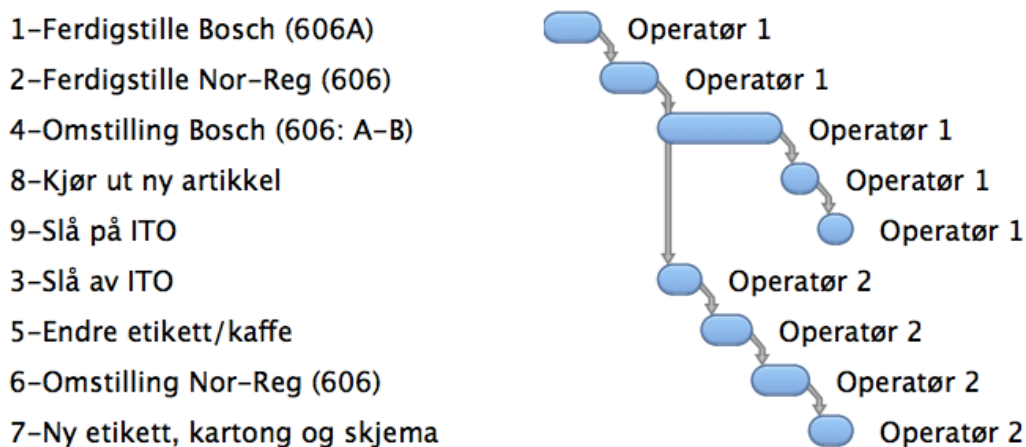 1–Ferdigstille Bosch (606A) Operatør 1
2–Ferdigstille Nor–Reg (606) Operatør 1
4–Omstilling Bosch (606: A–B) Operatør 1
8–Kjør ut ny artikkel Operatør 1
9–Slå på ITO Operatør 1
3–Slå av ITO Operatør 2
5–Endre etikett/kaffe Operatør 2
6–Omstilling Nor–Reg (606) Operatør 2
7–Ny etikett, kartong og skjema Operatør 2